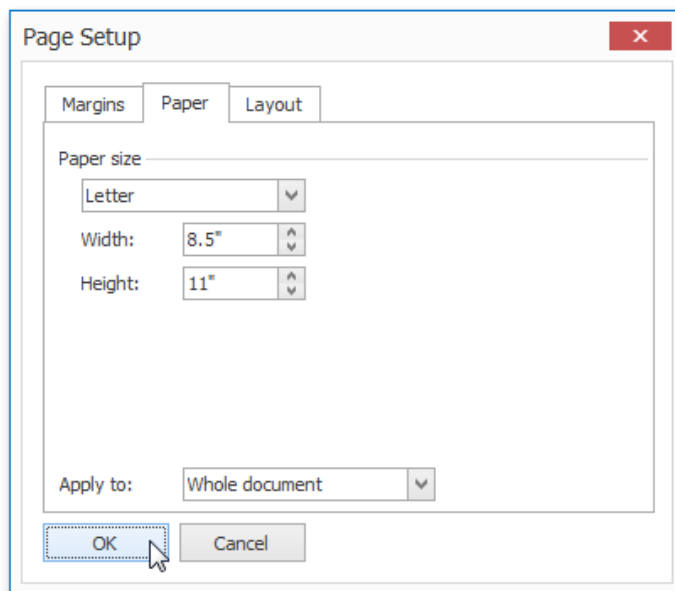 Page Setup
Margins Paper Layout
Paper size
Letter
Width: 8.5"
Height: 11"
Apply to: Whole document
OK Cancel